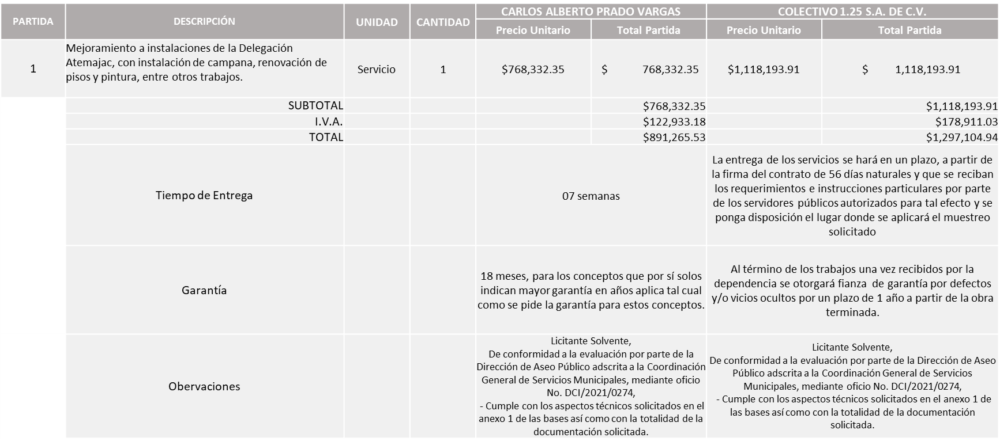 PARTIDA
DESCRIPCIÓN
UNIDAD
CANTIDAD
CARLOS ALBERTO PRADO VARGAS
COLECTIVO 1.25 S.A. DE C.V.
Precio Unitario
Total Partida
Precio Unitario
Total Partida
1
Mejoramiento a instalaciones de la Delegación
Atemajac, con instalación de campana, renovación de
pisos y pintura, entre otros trabajos.
Servicio
1
$768,332.35
$ 768,332.35
$1,118,193.91
$ 1,118,193.91
SUBTOTAL
$768,332.35
$1,118,193.91
I.V.A.
$122,933.18
$178,911.03
TOTAL
$891,265.53
$1,297,104.94
Tiempo de Entrega
07 semanas
La entrega de los servicios se hará en un plazo, a partir de
la firma del contrato de 56 días naturales y que se reciban
los requerimientos e instrucciones particulares por parte
de los servidores públicos autorizados para tal efecto y se
ponga disposición el lugar donde se aplicará el muestreo
solicitado
Garantía
18 meses, para los conceptos que por sí solos
indican mayor garantía en años aplica tal cual
como se pide la garantía para estos conceptos.
Al término de los trabajos una vez recibidos por la
dependencia se otorgará fianza de garantía por defectos
y/o vicios ocultos por un plazo de 1 año a partir de la obra
terminada.
Obervaciones
Licitante Solvente,
De conformidad a la evaluación por parte de la
Dirección de Aseo Público adscrita a la Coordinación
General de Servicios Municipales, mediante oficio
No. DCI/2021/0274,
- Cumple con los aspectos técnicos solicitados en el
anexo 1 de las bases así como con la totalidad de la
documentación solicitada.
Licitante Solvente,
De conformidad a la evaluación por parte de la Dirección de Aseo
Público adscrita a la Coordinación General de Servicios
Municipales, mediante oficio No. DCI/2021/0274,
- Cumple con los aspectos técnicos solicitados en el anexo 1 de
las bases así como con la totalidad de la documentación
solicitada.